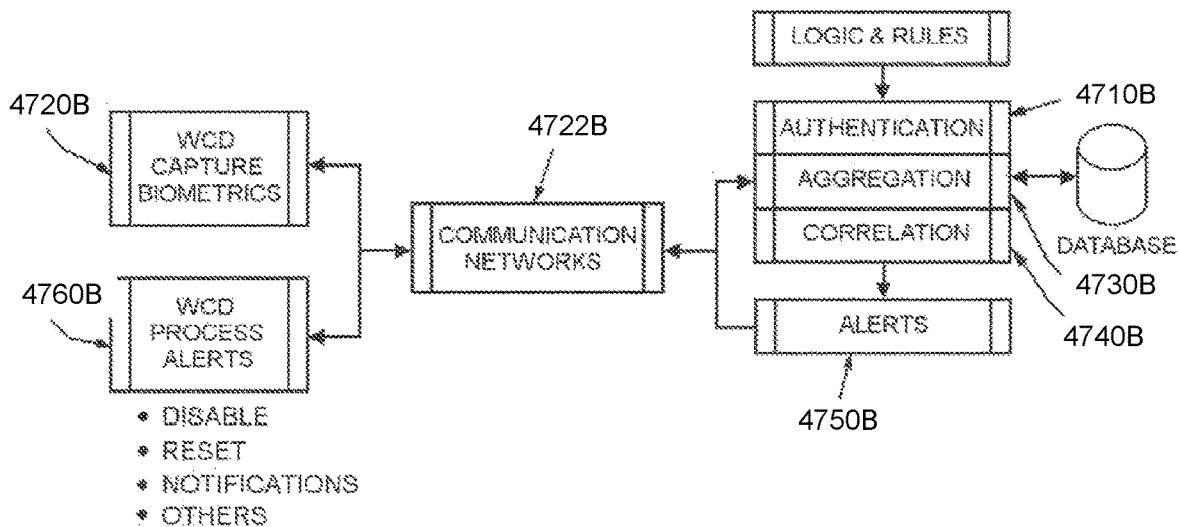 LOGIC & RULES
4720B
4710B
WCD
CAPTURE
BIOMETRICS
4722B
AUTHENTICATION
AGGREGATION
CORRELATION
DATABASE
COMMUNICATION
NETWORKS
4730B
4760B
WCD
PROCESS
ALERTS
ALERTS
4740B
4750B
• DISABLE
• RESET
• NOTIFICATIONS
• OTHERS